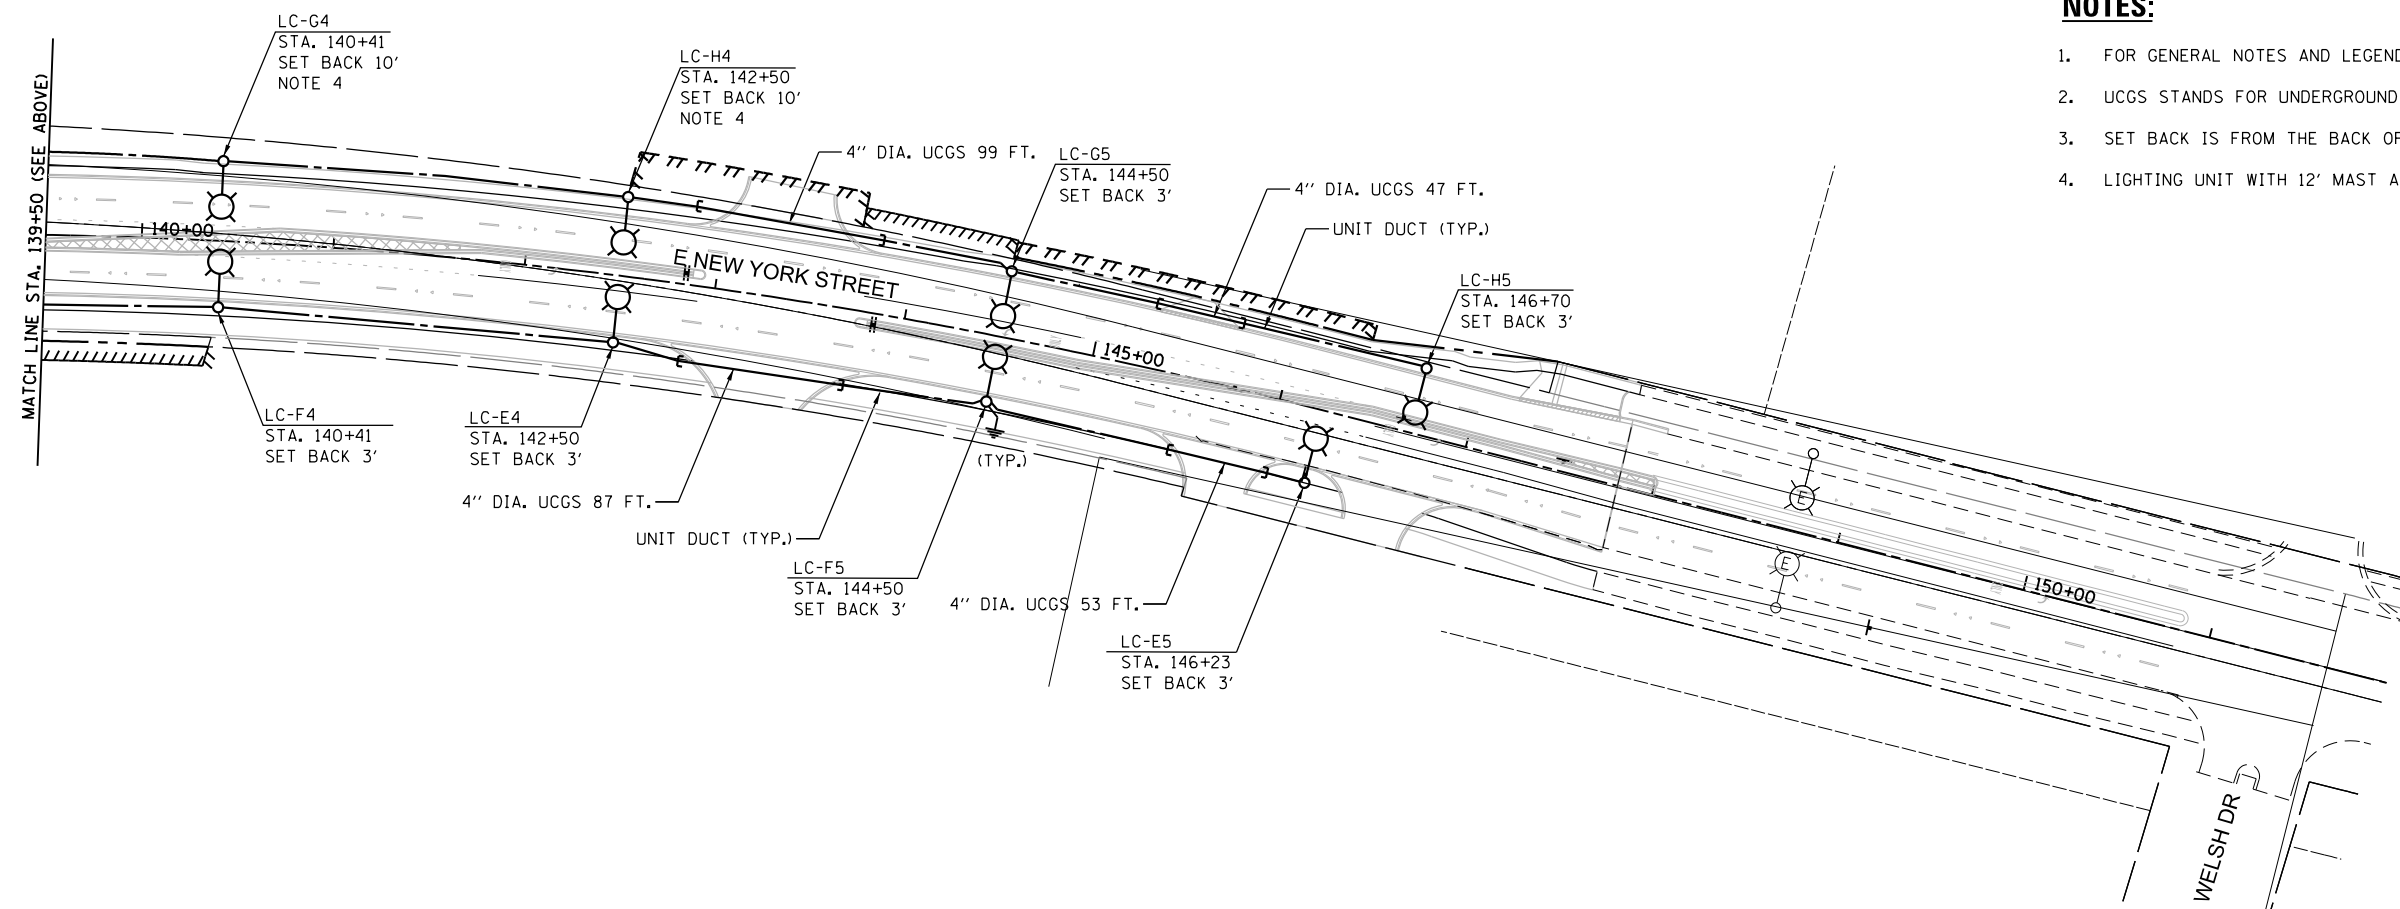 NOTES:
1. FOR GENERAL NOTES AND LEGEND
2. UCGS STANDS FOR UNDERGROUND
3. SET BACK IS FROM THE BACK OF
4. LIGHTING UNIT WITH 12' MAST A
LC-G4
STA. 140+41
SET BACK 10'
NOTE 4
LC-H4
STA. 142+50
SET BACK 10'
NOTE 4
4" DIA. UCGS 99 FT.
LC-G5
STA. 144+50
SET BACK 3'
4" DIA. UCGS 47 FT.
UNIT DUCT (TYP.)
LC-H5
STA. 146+70
SET BACK 3'
MATCH LINE STA. 139+50 (SEE ABOVE)
140+00
E NEW YORK STREET
145+00
150+00
E
E
LC-F4
STA. 140+41
SET BACK 3'
LC-E4
STA. 142+50
SET BACK 3'
(TYP.)
4" DIA. UCGS 87 FT.
UNIT DUCT (TYP.)
LC-F5
STA. 144+50
SET BACK 3'
4" DIA. UCGS 53 FT.
LC-E5
STA. 146+23
SET BACK 3'
WELSH DR